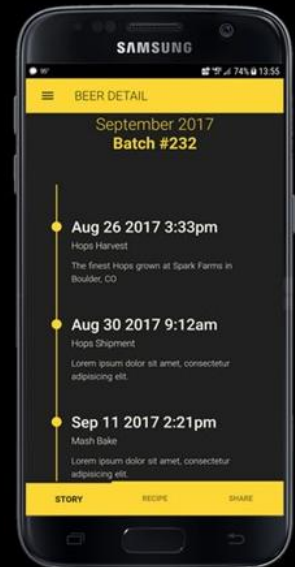 SAMSUNG
74% 13:55
BEER DETAIL
September 2017
Batch #232
Aug 26 2017 3:33pm
Hops Harvest
The finest Hops grown at Spark Farms in
Boulder, CO
Aug 30 2017 9:12am
Hops Shipment
Lorem ipsum dolor sit amet, consectetur
adipisicing elit.
Sep 11 2017 2:21pm
Mash Bake
Lorem ipsum dolor sit amet, consectetur
adipisicing elit.
STORY RECIPE SHARE